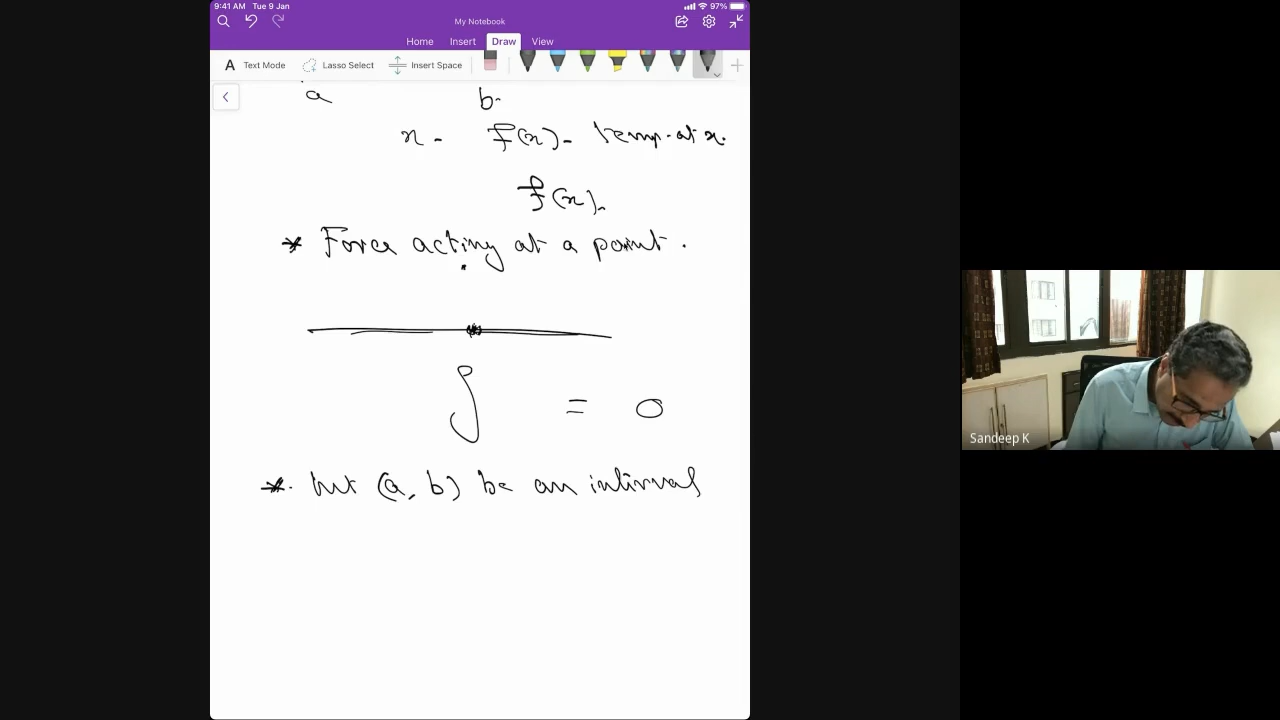 9:41 AM Tue 9 Jan
97%
My Notebook
Home Insert Draw View
A Text Mode Lasso Select Insert Space
a b.
x - f(x) - temp. at x.
f(x).
* Force acting at a point.
∫ = 0
*. Let (a, b) be an interval
Sandeep K